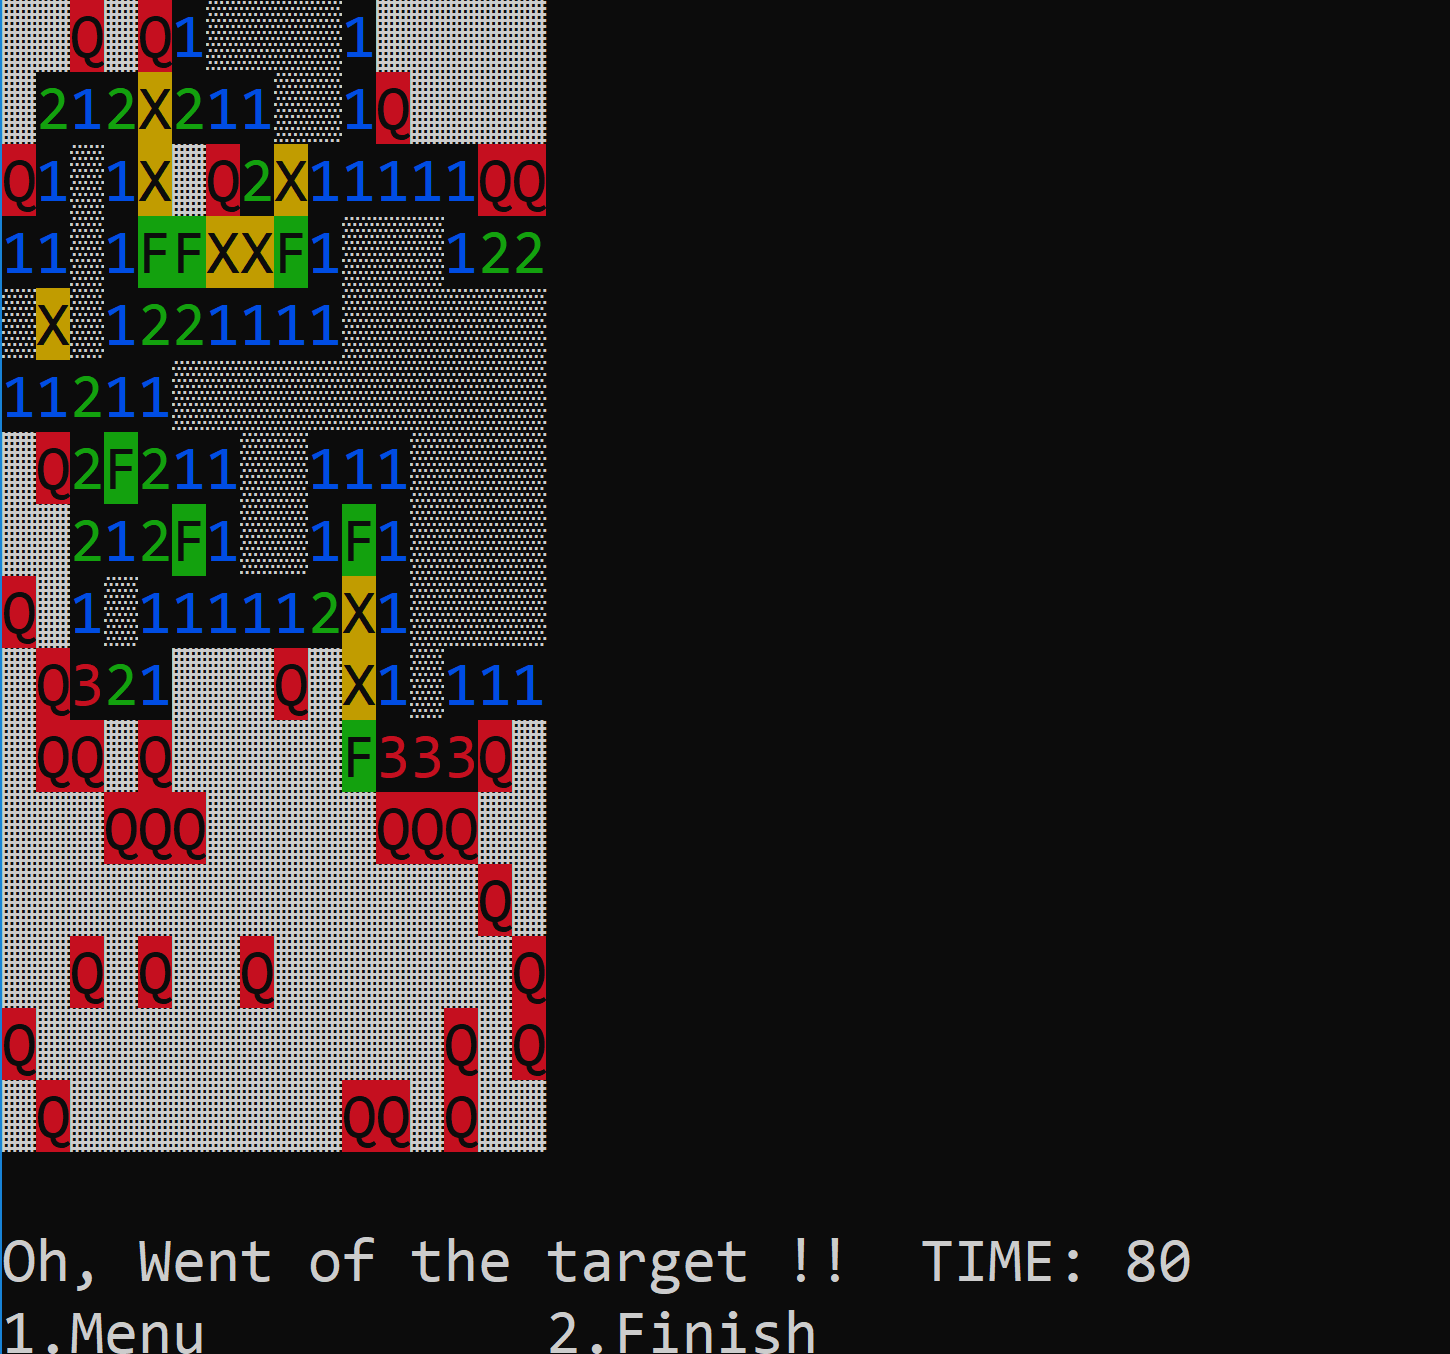 QQ1 1
212X211 1Q
Q1 1X Q2X11111QQ
11 1FFXXF1 122
X 1221111
11211
Q2F211 111
212F1 1F1
Q 1 111112X1
Q321 Q X1 111
QQ Q F333Q
QQQ QQQ
Q
Q Q Q Q
Q Q Q
Q QQ Q
Oh, Went of the target !! TIME: 80
1.Menu 2.Finish